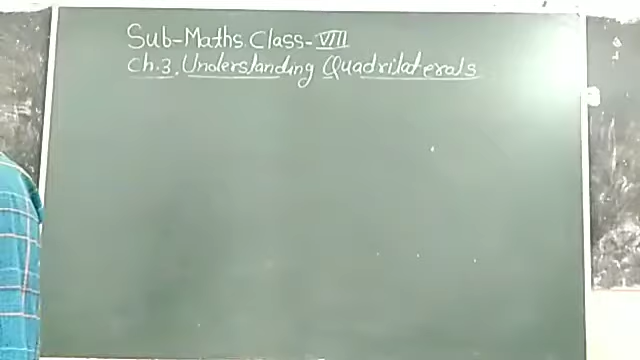 Sub-Maths Class-VIII
Ch.3. Understanding Quadrilaterals